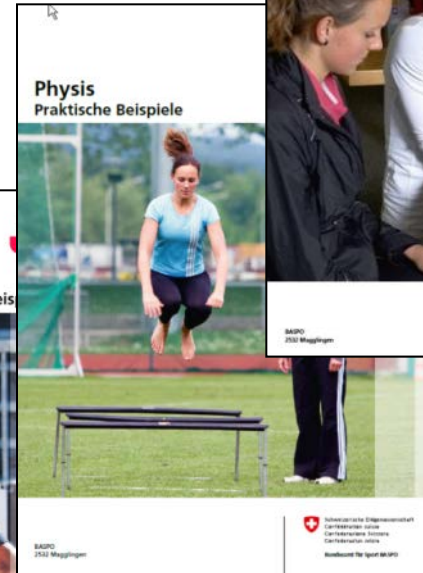 Physis
Praktische Beispiele
BASPO
2532 Magglingen
BASPO
2532 Magglingen
Schweizerische Eidgenossenschaft
Confédération suisse
Confederazione Svizzera
Confederaziun svizra
Bundesamt für Sport BASPO